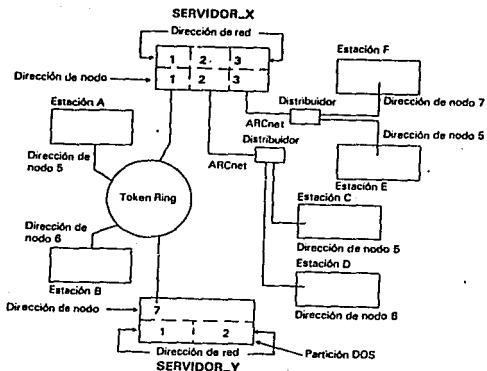 SERVIDOR_X
Dirección de red
1 2. 3
Dirección de nodo
1 2 3
Estación F
Dirección de nodo 7
Distribuidor
ARCnet
Dirección de nodo 5
Estación E
Distribuidor
ARCnet
Estación A
Dirección de
nodo 5
Token Ring
Estación C
Dirección de nodo 5
Dirección de
nodo 6
Estación B
Estación D
Dirección de nodo 6
Dirección de nodo
7
1 2
Dirección de red
Partición DOS
SERVIDOR_Y